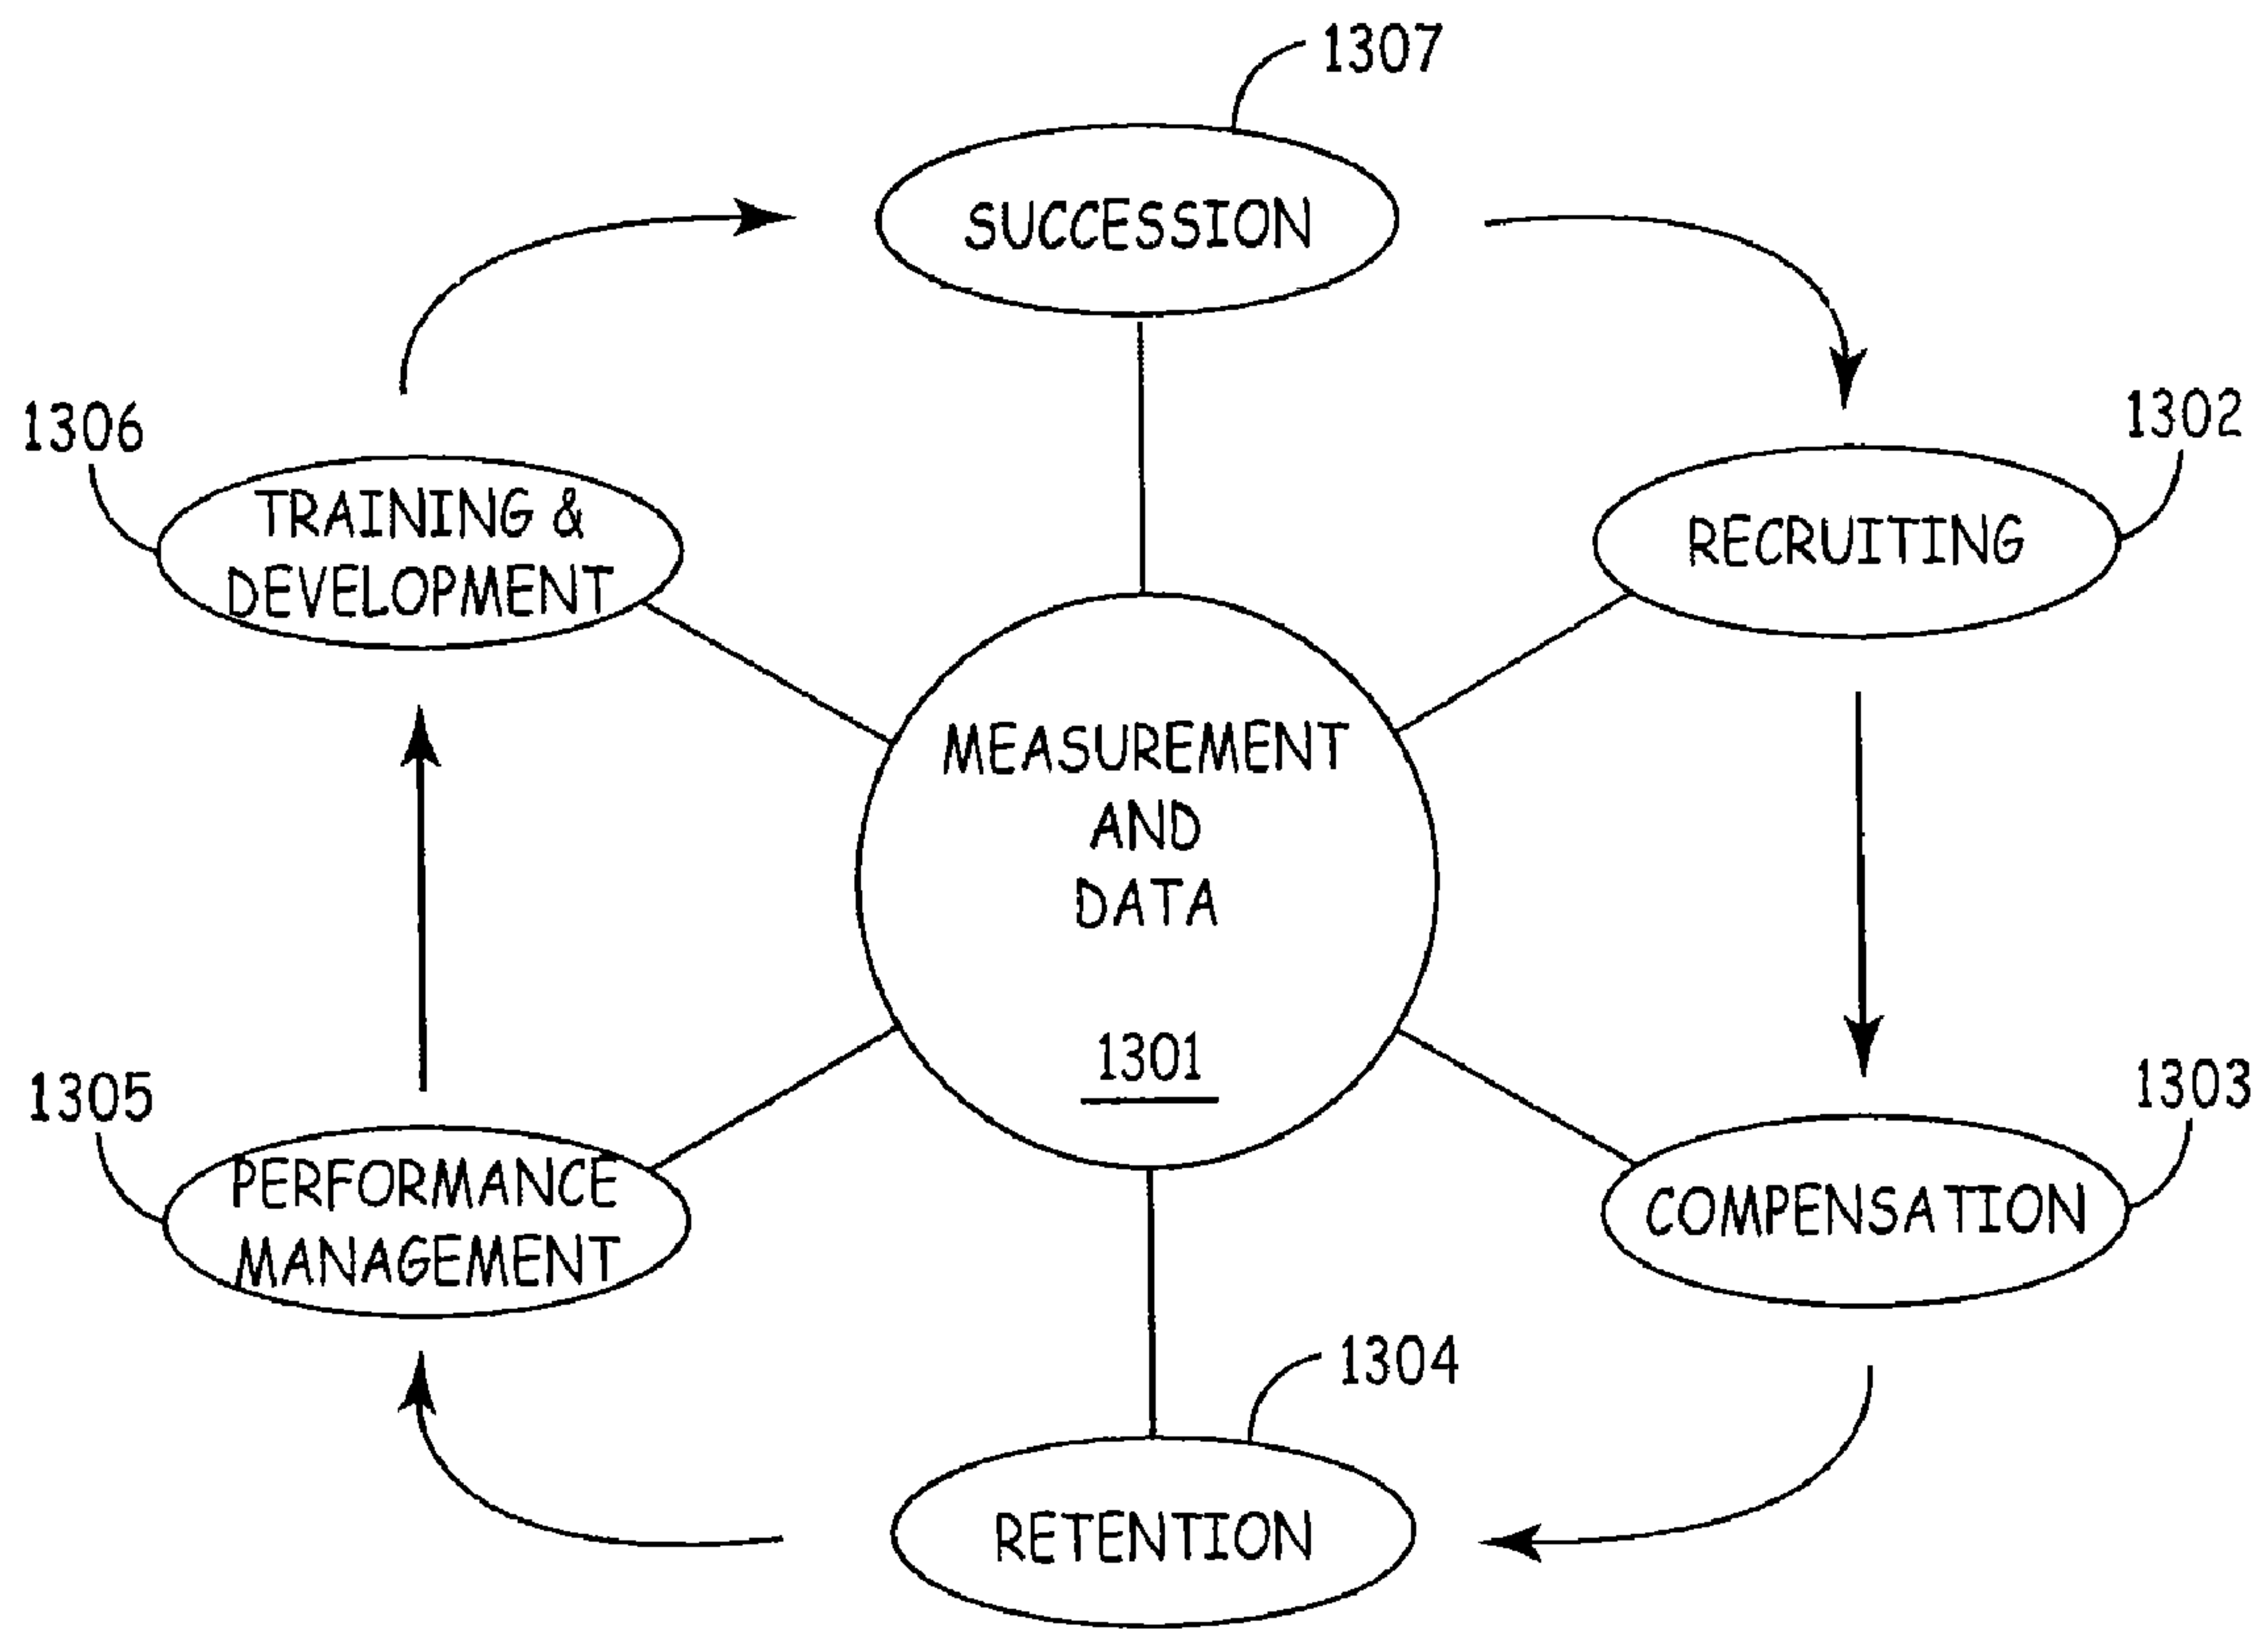 1307
SUCCESSION
1306
1302
TRAINING &
DEVELOPMENT
RECRUITING
MEASUREMENT
AND
DATA
1301
1305
1303
PERFORMANCE
MANAGEMENT
COMPENSATION
1304
RETENTION